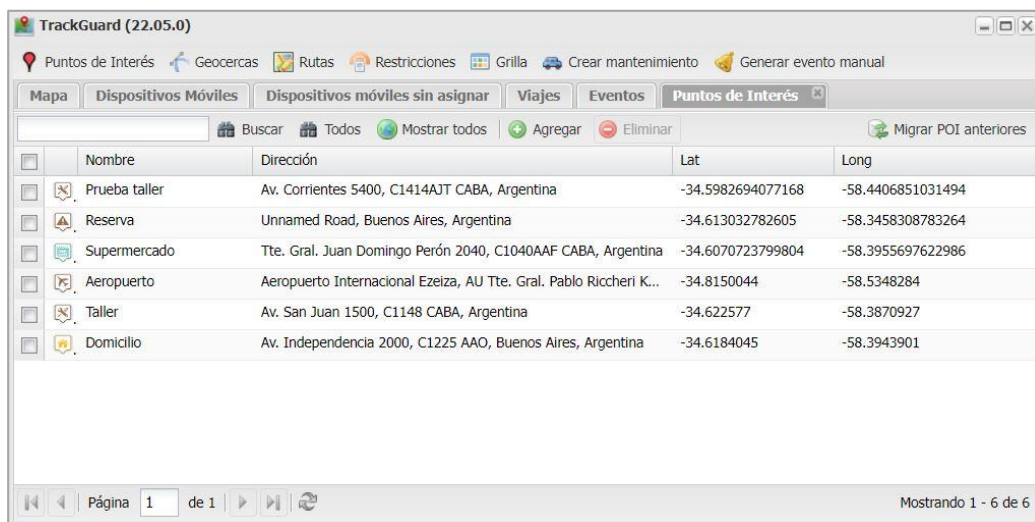 TrackGuard (22.05.0)
Puntos de Interés Geocercas Rutas Restricciones Grilla Crear mantenimiento Generar evento manual
Mapa Dispositivos Móviles Dispositivos móviles sin asignar Viajes Eventos Puntos de Interés
Buscar Todos Mostrar todos Agregar Eliminar Migrar POI anteriores
Nombre Dirección Lat Long
Prueba taller Av. Corrientes 5400, C1414AJT CABA, Argentina -34.5982694077168 -58.4406851031494
Reserva Unnamed Road, Buenos Aires, Argentina -34.613032782605 -58.3458308783264
Supermercado Tte. Gral. Juan Domingo Perón 2040, C1040AAF CABA, Argentina -34.6070723799804 -58.3955697622986
Aeropuerto Aeropuerto Internacional Ezeiza, AU Tte. Gral. Pablo Riccheri K... -34.8150044 -58.5348284
Taller Av. San Juan 1500, C1148 CABA, Argentina -34.622577 -58.3870927
Domicilio Av. Independencia 2000, C1225 AAO, Buenos Aires, Argentina -34.6184045 -58.3943901
Página 1 de 1 Mostrando 1 - 6 de 6